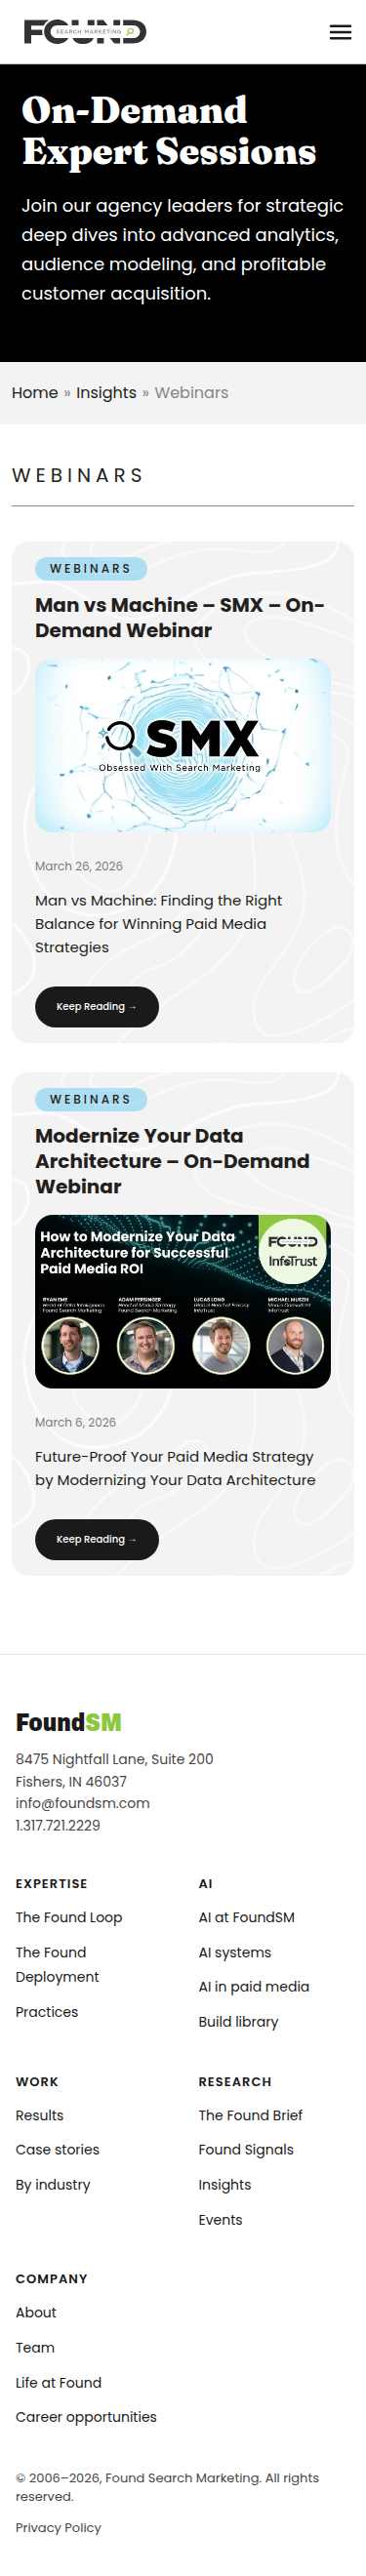 FOUND
SEARCH MARKETING
On-Demand
Expert Sessions
Join our agency leaders for strategic
deep dives into advanced analytics,
audience modeling, and profitable
customer acquisition.
Home » Insights » Webinars
WEBINARS
WEBINARS
Man vs Machine – SMX – On-
Demand Webinar
SMX
Obsessed With Search Marketing
March 26, 2026
Man vs Machine: Finding the Right
Balance for Winning Paid Media
Strategies
Keep Reading →
WEBINARS
Modernize Your Data
Architecture – On-Demand
Webinar
How to Modernize Your Data
Architecture for Successful
Paid Media ROI
FOUND
InfoTrust
March 6, 2026
Future-Proof Your Paid Media Strategy
by Modernizing Your Data Architecture
Keep Reading →
FoundSM
8475 Nightfall Lane, Suite 200
Fishers, IN 46037
info@foundsm.com
1.317.721.2229
EXPERTISE
The Found Loop
The Found
Deployment
Practices
AI
AI at FoundSM
AI systems
AI in paid media
Build library
WORK
Results
Case stories
By industry
RESEARCH
The Found Brief
Found Signals
Insights
Events
COMPANY
About
Team
Life at Found
Career opportunities
© 2006–2026, Found Search Marketing. All rights
reserved.
Privacy Policy